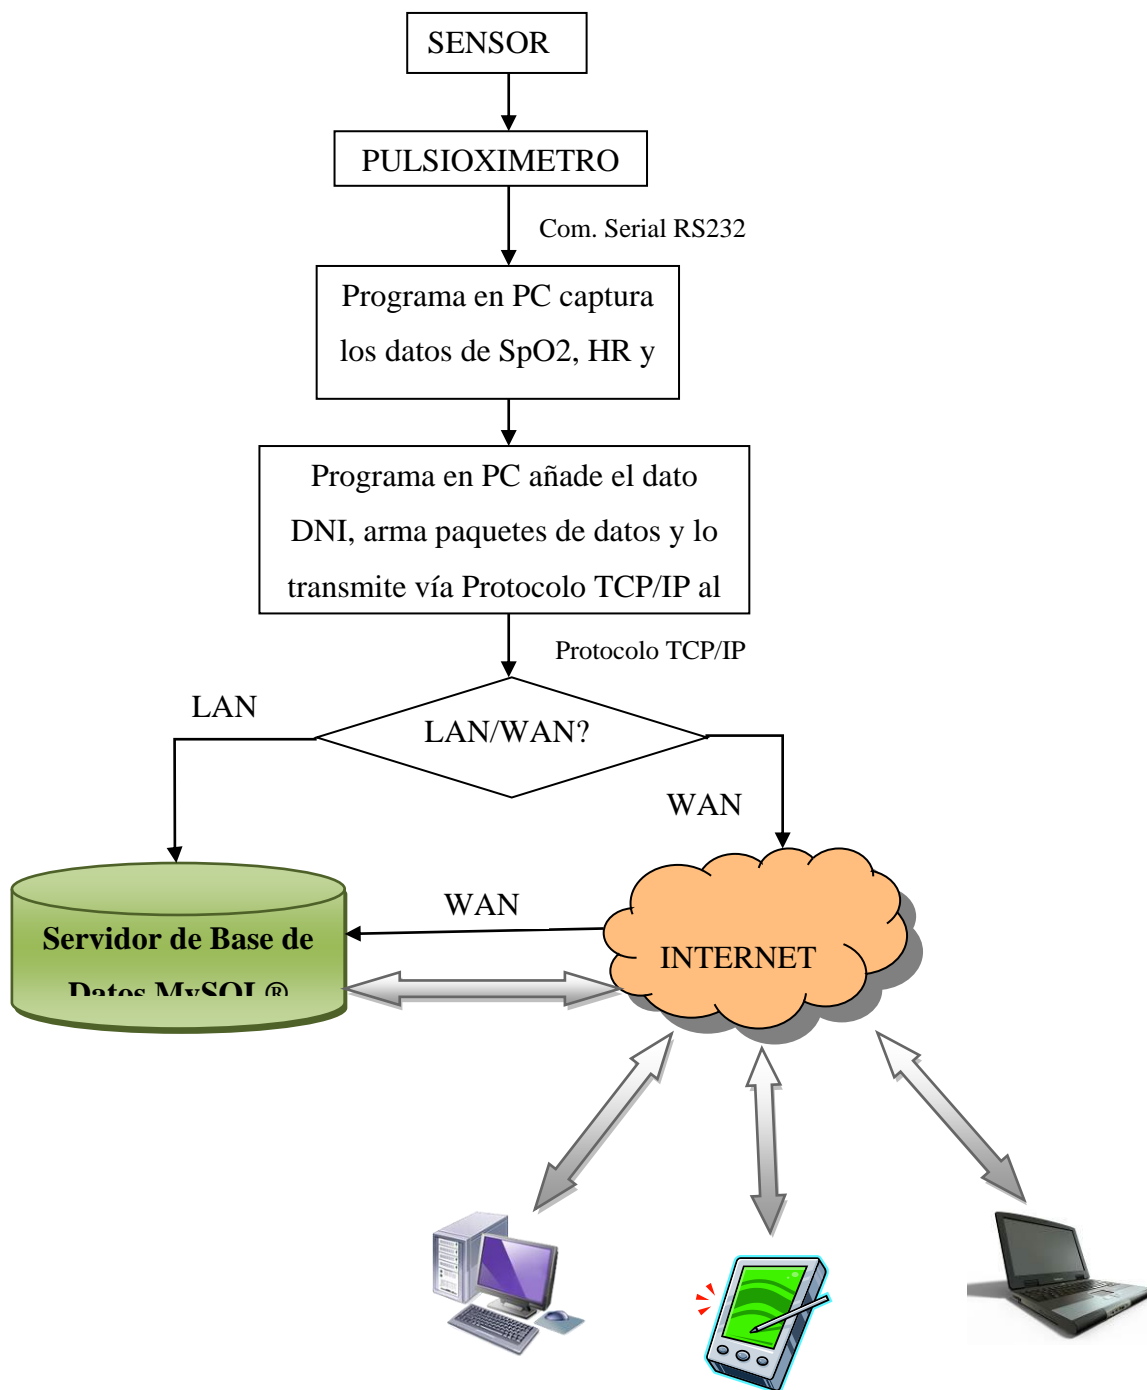 SENSOR
PULSIOXIMETRO
Com. Serial RS232
Programa en PC captura
los datos de SpO2, HR y
Programa en PC añade el dato
DNI, arma paquetes de datos y lo
transmite vía Protocolo TCP/IP al
Protocolo TCP/IP
LAN
LAN/WAN?
WAN
WAN
Servidor de Base de
Datos MySQL®
INTERNET